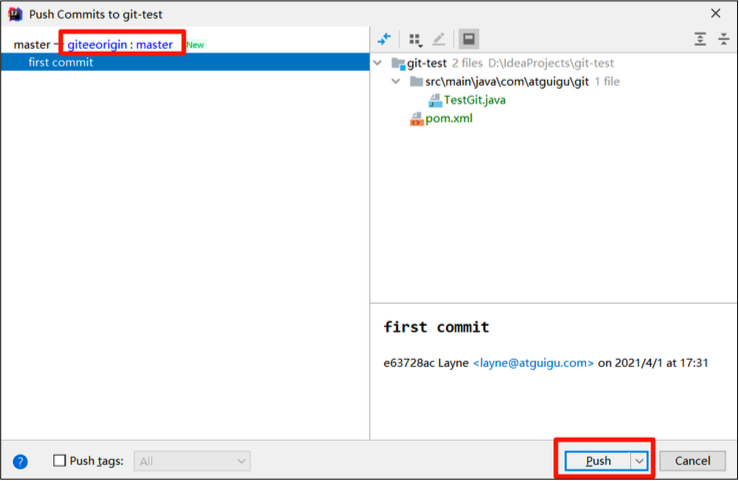 Push Commits to git-test
master → giteeorigin : master New
first commit
git-test 2 files D:\IdeaProjects\git-test
src\main\java\com\atguigu\git 1 file
TestGit.java
pom.xml
first commit
e63728ac Layne <layne@atguigu.com> on 2021/4/1 at 17:31
? Push tags: All
Push
Cancel